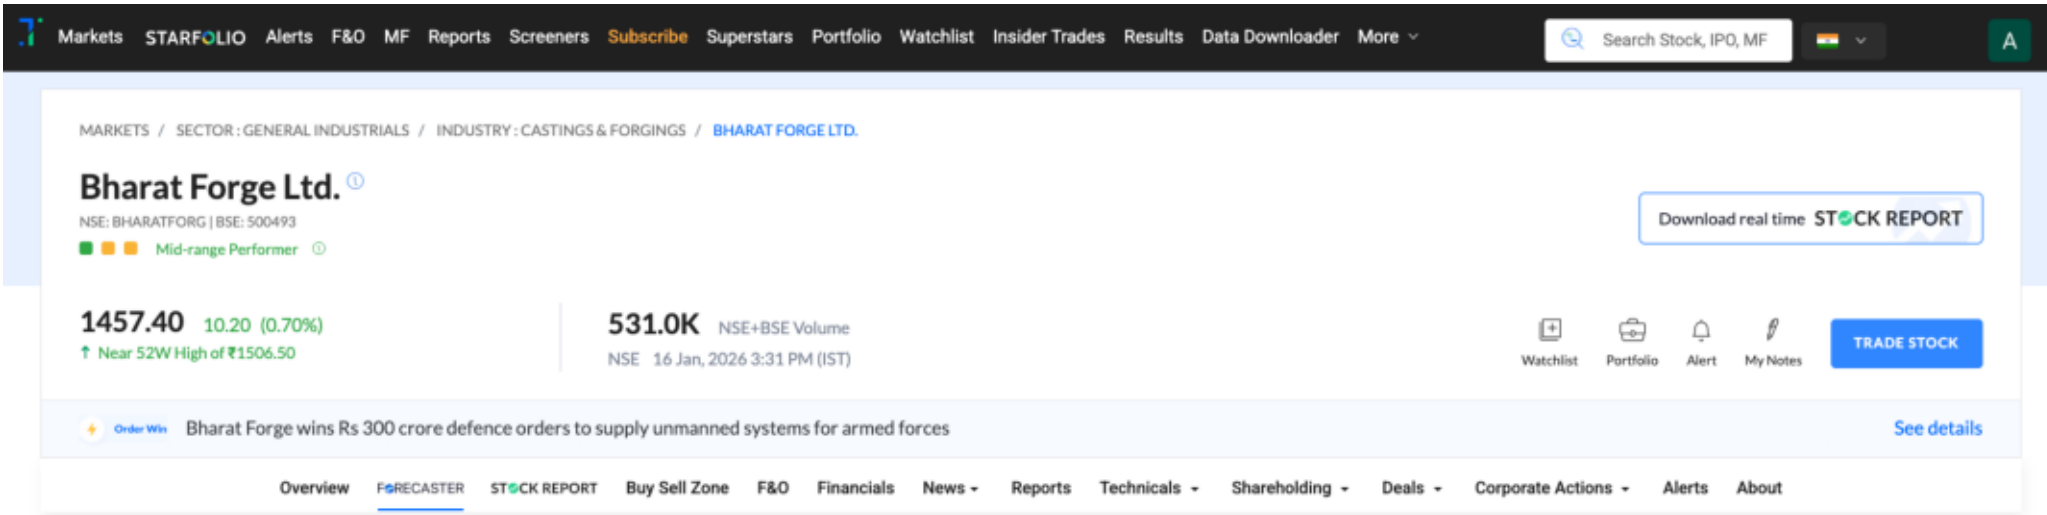 Markets STARFOLIO Alerts F&O MF Reports Screeners Subscribe Superstars Portfolio Watchlist Insider Trades Results Data Downloader More Search Stock, IPO, MF A
MARKETS / SECTOR : GENERAL INDUSTRIALS / INDUSTRY : CASTINGS & FORGINGS / BHARAT FORGE LTD.
Bharat Forge Ltd.
NSE: BHARATFORG | BSE: 500493
Mid-range Performer
Download real time STOCK REPORT
1457.40 10.20 (0.70%)
Near 52W High of ₹1506.50
531.0K NSE+BSE Volume
NSE 16 Jan, 2026 3:31 PM (IST)
Watchlist Portfolio Alert My Notes TRADE STOCK
Order Win Bharat Forge wins Rs 300 crore defence orders to supply unmanned systems for armed forces See details
Overview FORECASTER STOCK REPORT Buy Sell Zone F&O Financials News Reports Technicals Shareholding Deals Corporate Actions Alerts About